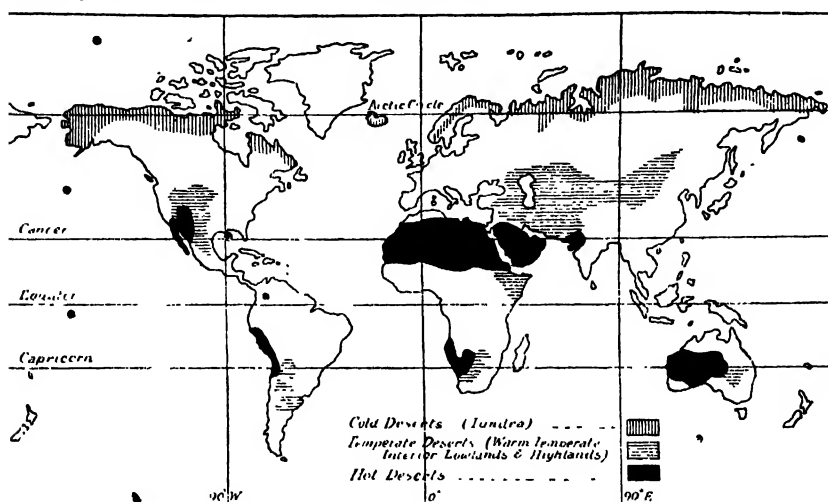 Arctic Circle
Cancer
Equator
Capricorn
Cold Deserts (Tundra)
Temperate Deserts (Warm Temperate
Interior Lowlands & Highlands)
Hot Deserts
90°W 0° 90°E